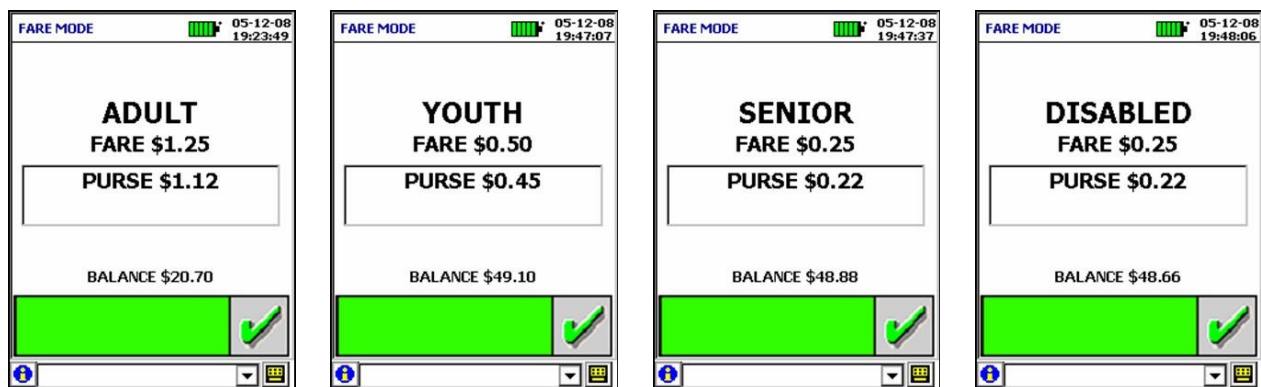 FARE MODE
05-12-08
19:23:49
ADULT
FARE $1.25
PURSE $1.12
BALANCE $20.70
FARE MODE
05-12-08
19:47:07
YOUTH
FARE $0.50
PURSE $0.45
BALANCE $49.10
FARE MODE
05-12-08
19:47:37
SENIOR
FARE $0.25
PURSE $0.22
BALANCE $48.88
FARE MODE
05-12-08
19:48:06
DISABLED
FARE $0.25
PURSE $0.22
BALANCE $48.66